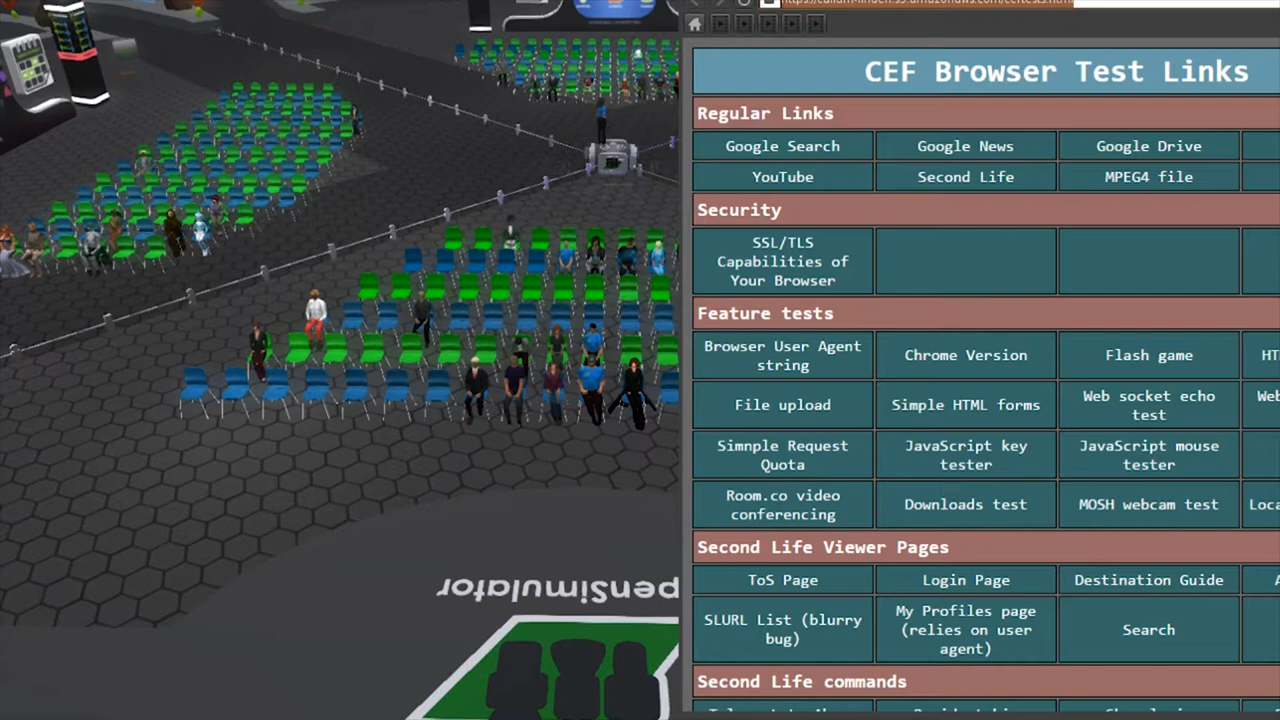 CEF Browser Test Links
Regular Links
Google Search
Google News
Google Drive
YouTube
Second Life
MPEG4 file
Security
SSL/TLS
Capabilities of
Your Browser
Feature tests
Browser User Agent
string
Chrome Version
Flash game
File upload
Simple HTML forms
Web socket echo
test
Simnple Request
Quota
JavaScript key
tester
JavaScript mouse
tester
Room.co video
conferencing
Downloads test
MOSH webcam test
Second Life Viewer Pages
ToS Page
Login Page
Destination Guide
SLURL List (blurry
bug)
My Profiles page
(relies on user
agent)
Search
Second Life commands
penSimulator